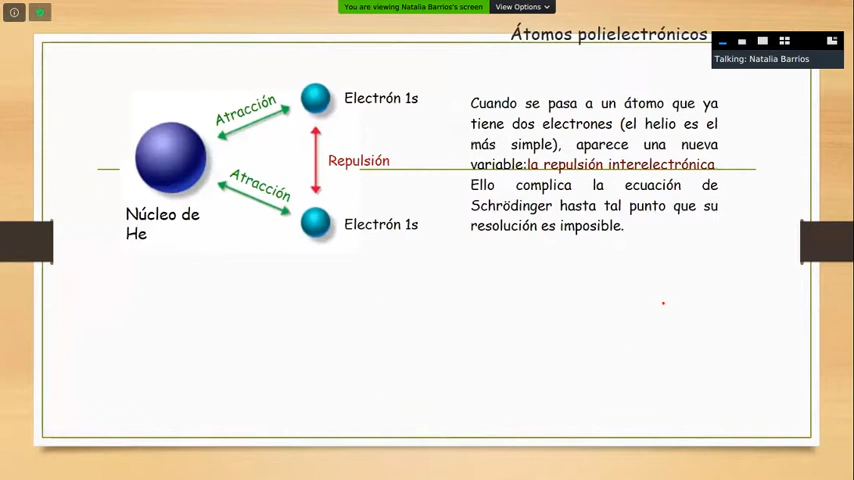 You are viewing Natalia Barrios's screen
View Options
Átomos polielectrónicos
Talking: Natalia Barrios
Atracción
Electrón 1s
Repulsión
Atracción
Electrón 1s
Núcleo de
He
Cuando se pasa a un átomo que ya
tiene dos electrones (el helio es el
más simple), aparece una nueva
variable:la repulsión interelectrónica
Ello complica la ecuación de
Schrödinger hasta tal punto que su
resolución es imposible.